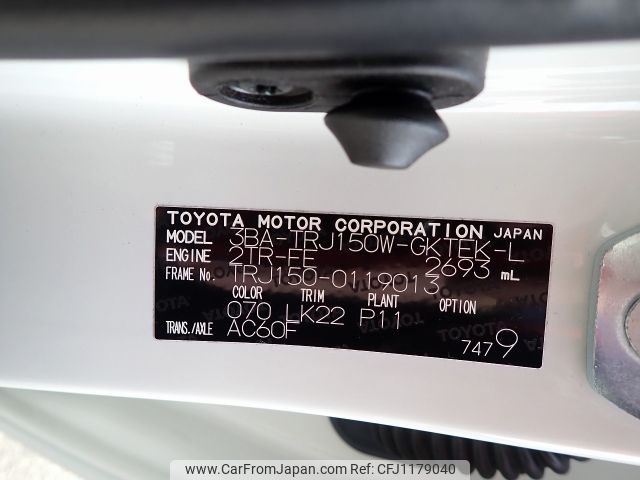 TOYOTA MOTOR CORPORATION JAPAN
MODEL 3BA-TRJ150W-GKTEK-L
ENGINE 2TR-FE 2693 mL
FRAME No. TRJ150-0119013
COLOR TRIM PLANT OPTION
070 LK22 P11
TRANS./AXLE AC60F
7479
www.CarFromJapan.com - CFJ1179040